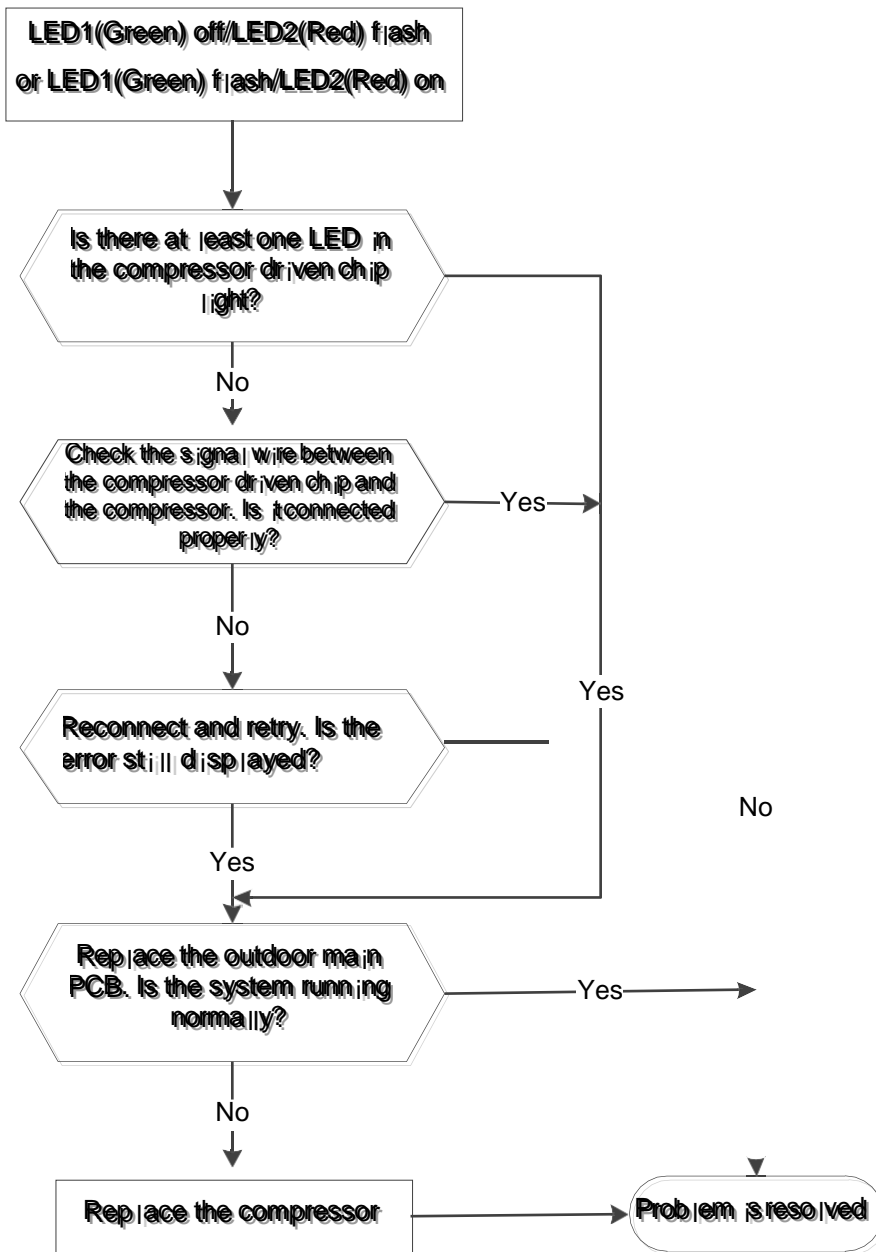 LED1(Green) off/LED2(Red) flash
or LED1(Green) flash/LED2(Red) on
Is there at least one LED in
the compressor driven chip
light?
No
Check the signal wire between
the compressor driven chip and
the compressor. Is it connected
properly?
Yes
No
Yes
Reconnect and retry. Is the
error still displayed?
No
Yes
Replace the outdoor main
PCB. Is the system running
normally?
Yes
No
Replace the compressor
Problem is resolved